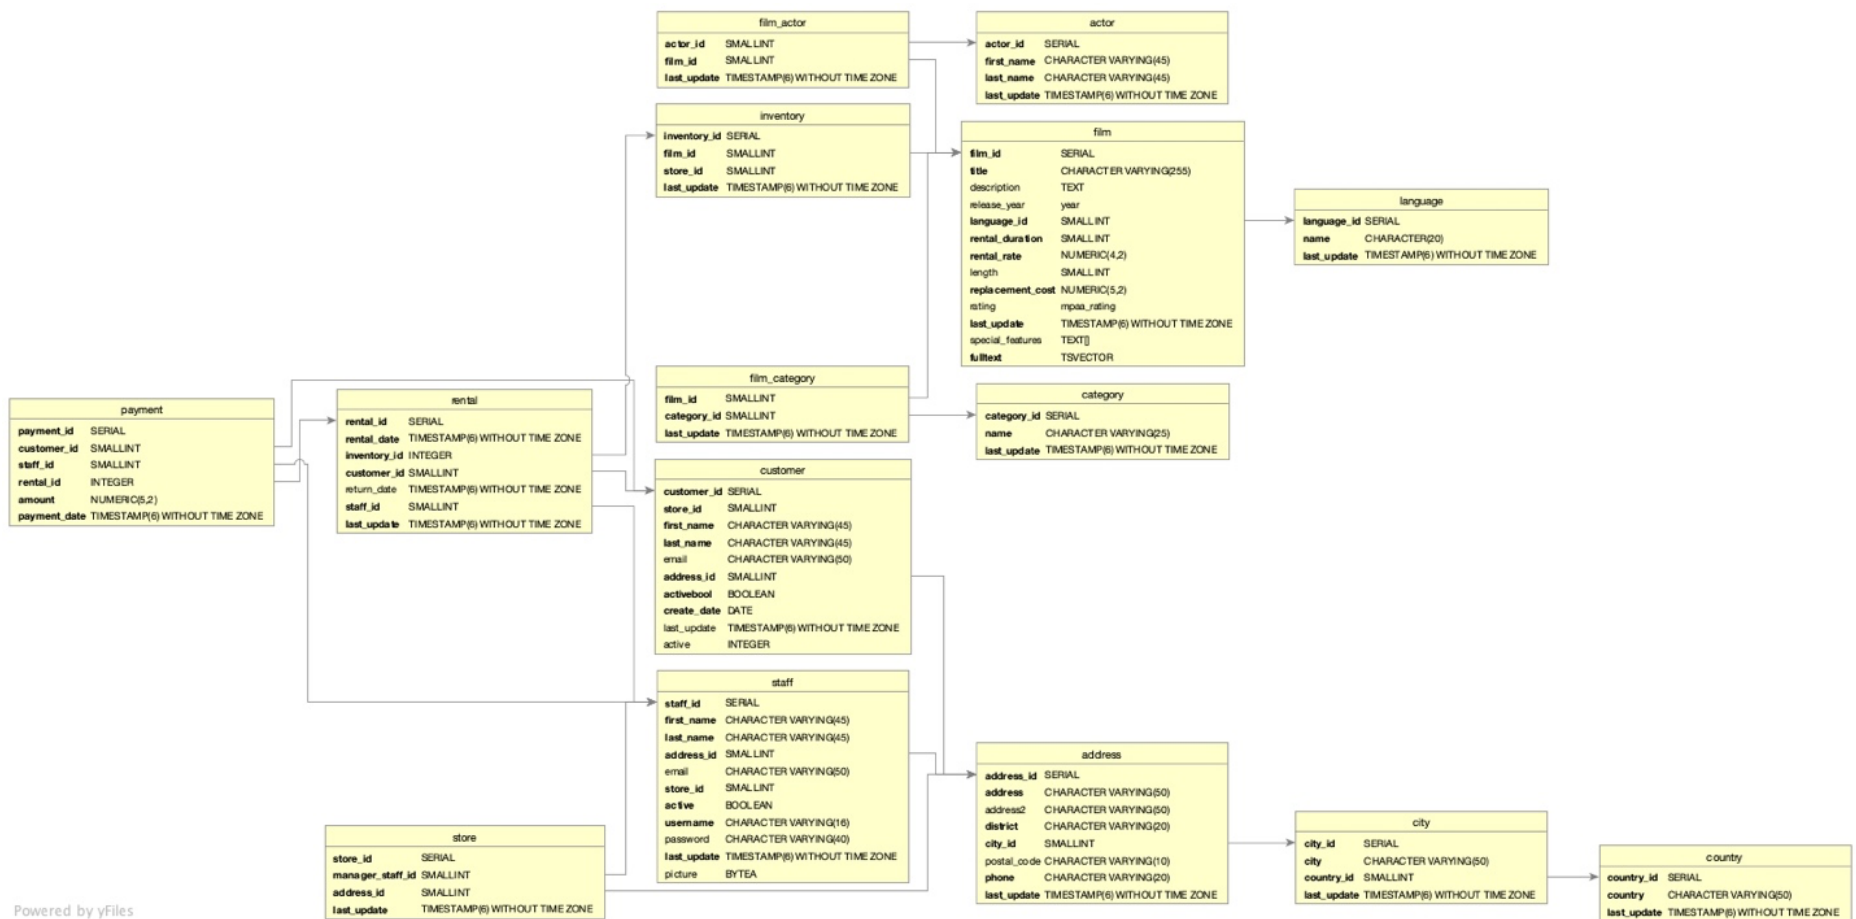 film_actor
actor_id SMALLINT
film_id SMALLINT
last_update TIMESTAMP(6) WITHOUT TIME ZONE
actor
actor_id SERIAL
first_name CHARACTER VARYING(45)
last_name CHARACTER VARYING(45)
last_update TIMESTAMP(6) WITHOUT TIME ZONE
inventory
inventory_id SERIAL
film_id SMALLINT
store_id SMALLINT
last_update TIMESTAMP(6) WITHOUT TIME ZONE
film
film_id SERIAL
title CHARACTER VARYING(255)
description TEXT
release_year year
language_id SMALLINT
rental_duration SMALLINT
rental_rate NUMERIC(4,2)
length SMALLINT
replacement_cost NUMERIC(5,2)
rating mpaa_rating
last_update TIMESTAMP(6) WITHOUT TIME ZONE
special_features TEXT[]
fulltext TSVECTOR
language
language_id SERIAL
name CHARACTER(20)
last_update TIMESTAMP(6) WITHOUT TIME ZONE
payment
payment_id SERIAL
customer_id SMALLINT
staff_id SMALLINT
rental_id INTEGER
amount NUMERIC(5,2)
payment_date TIMESTAMP(6) WITHOUT TIME ZONE
rental
rental_id SERIAL
rental_date TIMESTAMP(6) WITHOUT TIME ZONE
inventory_id INTEGER
customer_id SMALLINT
return_date TIMESTAMP(6) WITHOUT TIME ZONE
staff_id SMALLINT
last_update TIMESTAMP(6) WITHOUT TIME ZONE
film_category
film_id SMALLINT
category_id SMALLINT
last_update TIMESTAMP(6) WITHOUT TIME ZONE
category
category_id SERIAL
name CHARACTER VARYING(25)
last_update TIMESTAMP(6) WITHOUT TIME ZONE
customer
customer_id SERIAL
store_id SMALLINT
first_name CHARACTER VARYING(45)
last_name CHARACTER VARYING(45)
email CHARACTER VARYING(50)
address_id SMALLINT
activebool BOOLEAN
create_date DATE
last_update TIMESTAMP(6) WITHOUT TIME ZONE
active INTEGER
staff
staff_id SERIAL
first_name CHARACTER VARYING(45)
last_name CHARACTER VARYING(45)
address_id SMALLINT
email CHARACTER VARYING(50)
store_id SMALLINT
active BOOLEAN
username CHARACTER VARYING(16)
password CHARACTER VARYING(40)
last_update TIMESTAMP(6) WITHOUT TIME ZONE
picture BYTEA
store
store_id SERIAL
manager_staff_id SMALLINT
address_id SMALLINT
last_update TIMESTAMP(6) WITHOUT TIME ZONE
address
address_id SERIAL
address CHARACTER VARYING(50)
address2 CHARACTER VARYING(50)
district CHARACTER VARYING(20)
city_id SMALLINT
postal_code CHARACTER VARYING(10)
phone CHARACTER VARYING(20)
last_update TIMESTAMP(6) WITHOUT TIME ZONE
city
city_id SERIAL
city CHARACTER VARYING(50)
country_id SMALLINT
last_update TIMESTAMP(6) WITHOUT TIME ZONE
country
country_id SERIAL
country CHARACTER VARYING(50)
last_update TIMESTAMP(6) WITHOUT TIME ZONE
Powered by yFiles